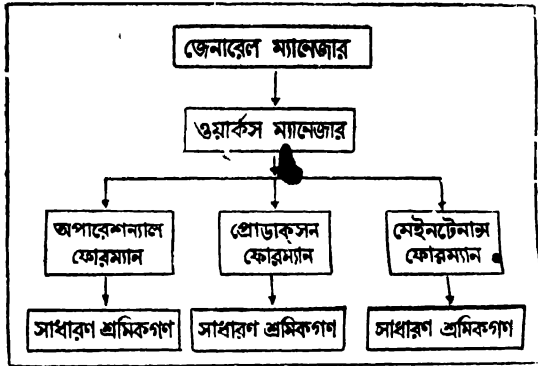 জেনারেল ম্যানেজার
ওয়ার্কস ম্যানেজার
অপারেশন্যাল
ফোরম্যান
প্রোডাক্‌সন
ফোরম্যান
মেইনটেনান্স
ফোরম্যান
সাধারণ শ্রমিকগণ
সাধারণ শ্রমিকগণ
সাধারণ শ্রমিকগণ